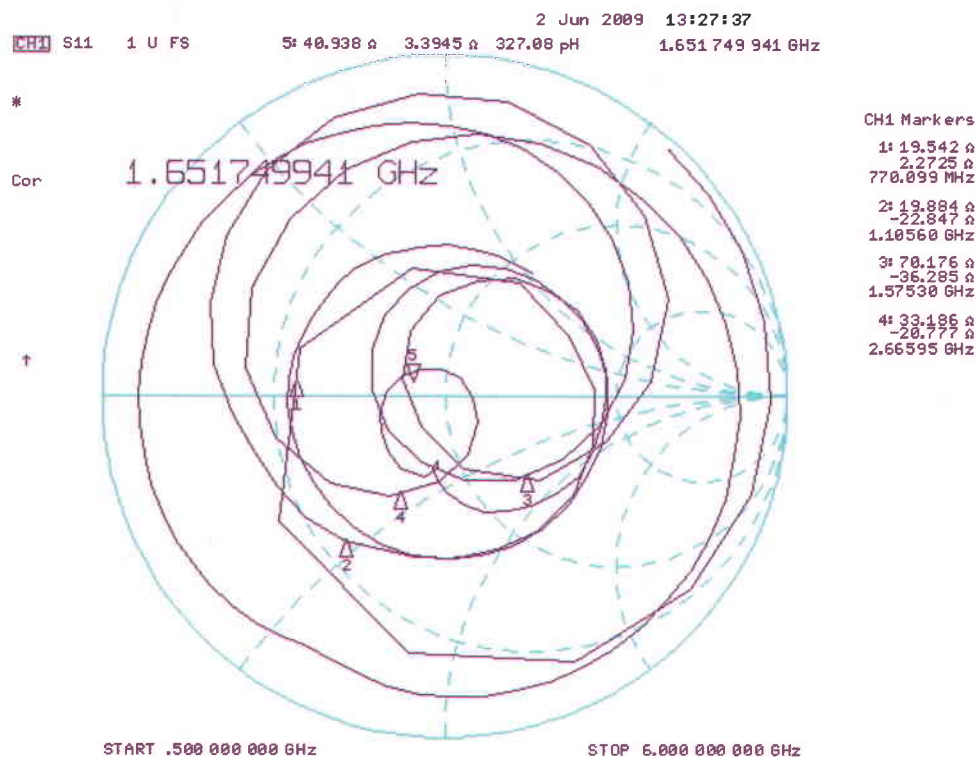 2 Jun 2009 13:27:37
CH1 S11 1 U FS 5: 40.938 Ω 3.3945 Ω 327.08 pH 1.651 749 941 GHz
*
CH1 Markers
1: 19.542 Ω
2.2725 Ω
770.099 MHz
Cor
1.651749941 GHz
2: 19.884 Ω
-22.847 Ω
1.10560 GHz
3: 70.176 Ω
-36.285 Ω
1.57530 GHz
4: 33.186 Ω
-20.777 Ω
2.66595 GHz
↑
5
1
3
4
2
START .500 000 000 GHz STOP 6.000 000 000 GHz